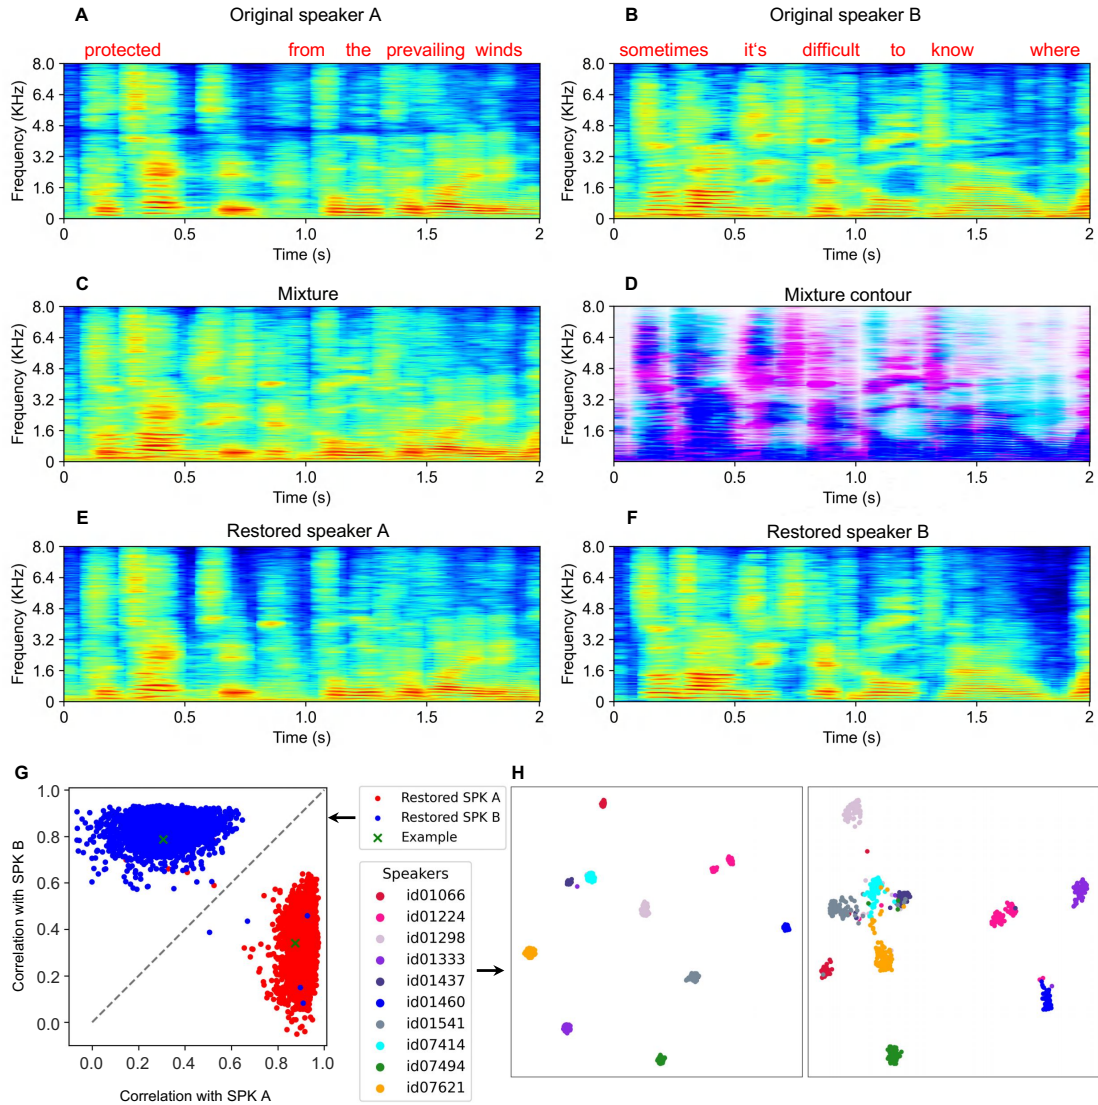 A Original speaker A
protected from the prevailing winds
8.0
6.4
4.8
3.2
1.6
0
Frequency (KHz)
0 0.5 1.0 1.5 2
Time (s)
B Original speaker B
sometimes it's difficult to know where
8.0
6.4
4.8
3.2
1.6
0
Frequency (KHz)
0 0.5 1.0 1.5 2
Time (s)
C Mixture
8.0
6.4
4.8
3.2
1.6
0
Frequency (KHz)
0 0.5 1.0 1.5 2
Time (s)
D Mixture contour
8.0
6.4
4.8
3.2
1.6
0
Frequency (KHz)
0 0.5 1.0 1.5 2
Time (s)
E Restored speaker A
8.0
6.4
4.8
3.2
1.6
0
Frequency (KHz)
0 0.5 1.0 1.5 2
Time (s)
F Restored speaker B
8.0
6.4
4.8
3.2
1.6
0
Frequency (KHz)
0 0.5 1.0 1.5 2
Time (s)
G
1.0
0.8
0.6
0.4
0.2
0.0
Correlation with SPK B
0.0 0.2 0.4 0.6 0.8 1.0
Correlation with SPK A
Restored SPK A
Restored SPK B
Example
Speakers
id01066
id01224
id01298
id01333
id01437
id01460
id01541
id07414
id07494
id07621
H